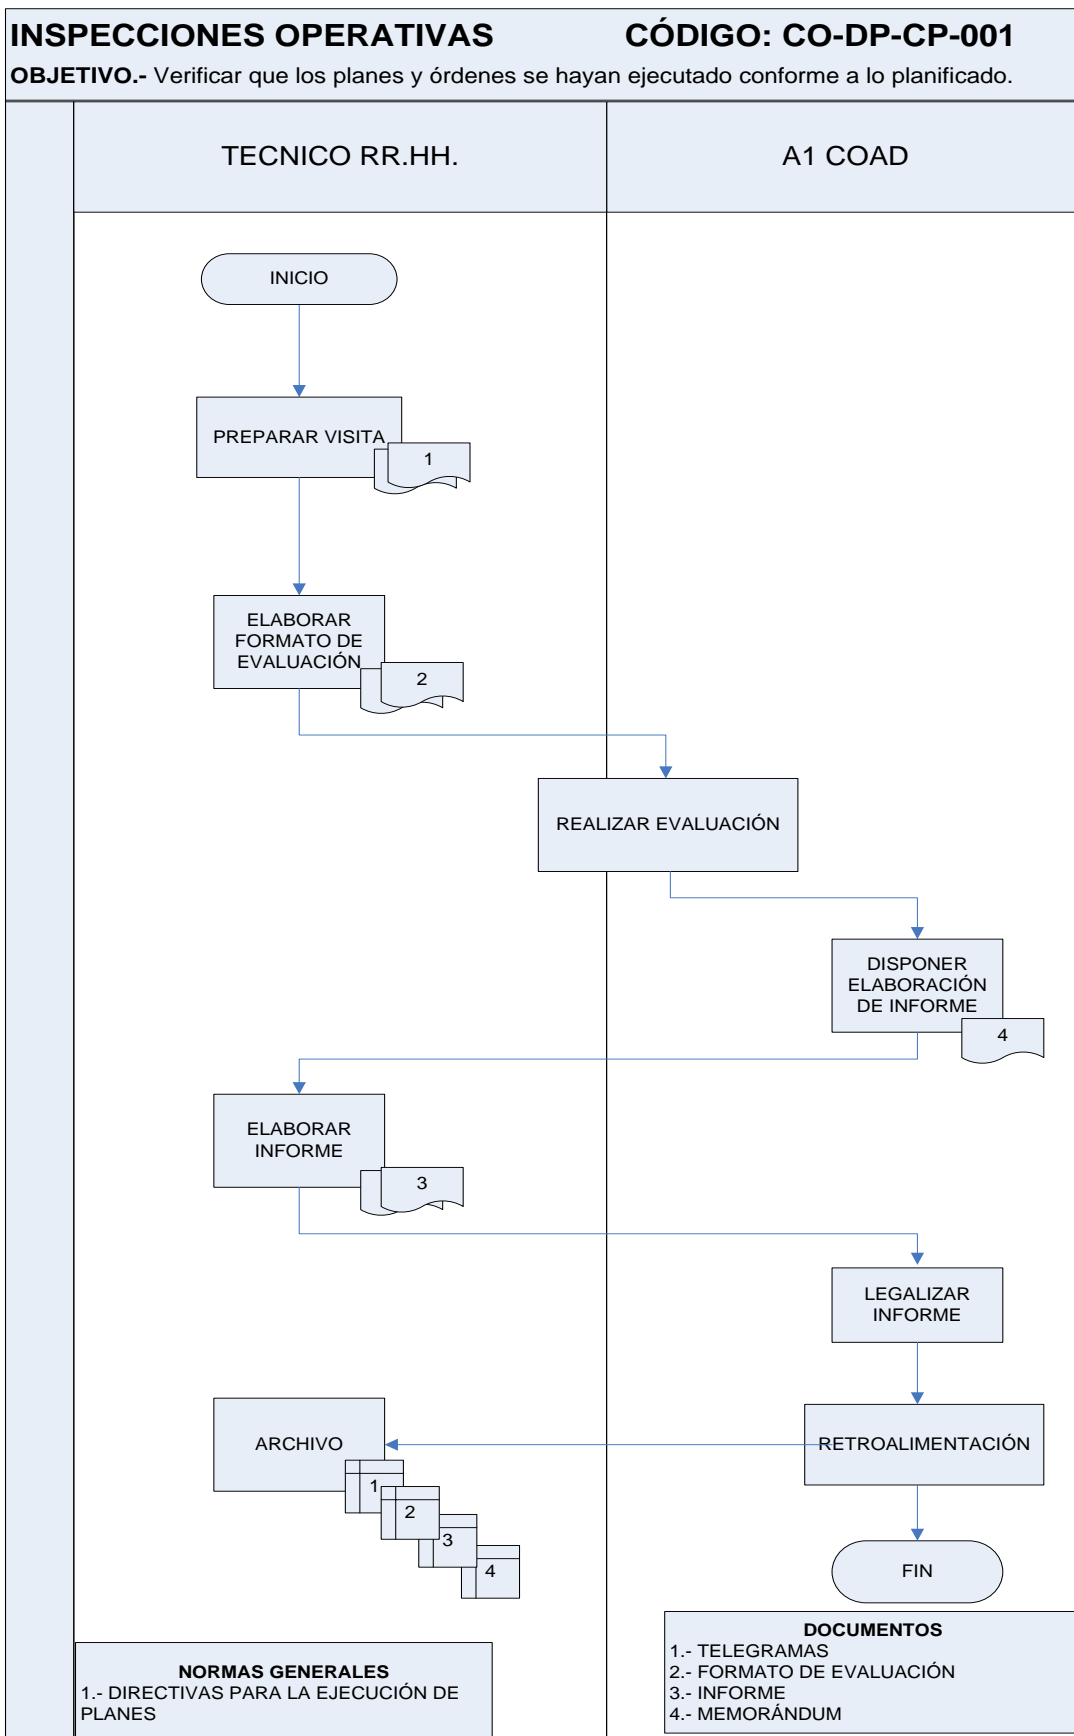 INSPECCIONES OPERATIVAS CÓDIGO: CO-DP-CP-001
OBJETIVO.- Verificar que los planes y órdenes se hayan ejecutado conforme a lo planificado.
TECNICO RR.HH.
A1 COAD
INICIO
PREPARAR VISITA
1
ELABORAR
FORMATO DE
EVALUACIÓN
2
REALIZAR EVALUACIÓN
DISPONER
ELABORACIÓN
DE INFORME
4
ELABORAR
INFORME
3
LEGALIZAR
INFORME
ARCHIVO
RETROALIMENTACIÓN
1
2
3
4
FIN
NORMAS GENERALES
1.- DIRECTIVAS PARA LA EJECUCIÓN DE
PLANES
DOCUMENTOS
1.- TELEGRAMAS
2.- FORMATO DE EVALUACIÓN
3.- INFORME
4.- MEMORÁNDUM